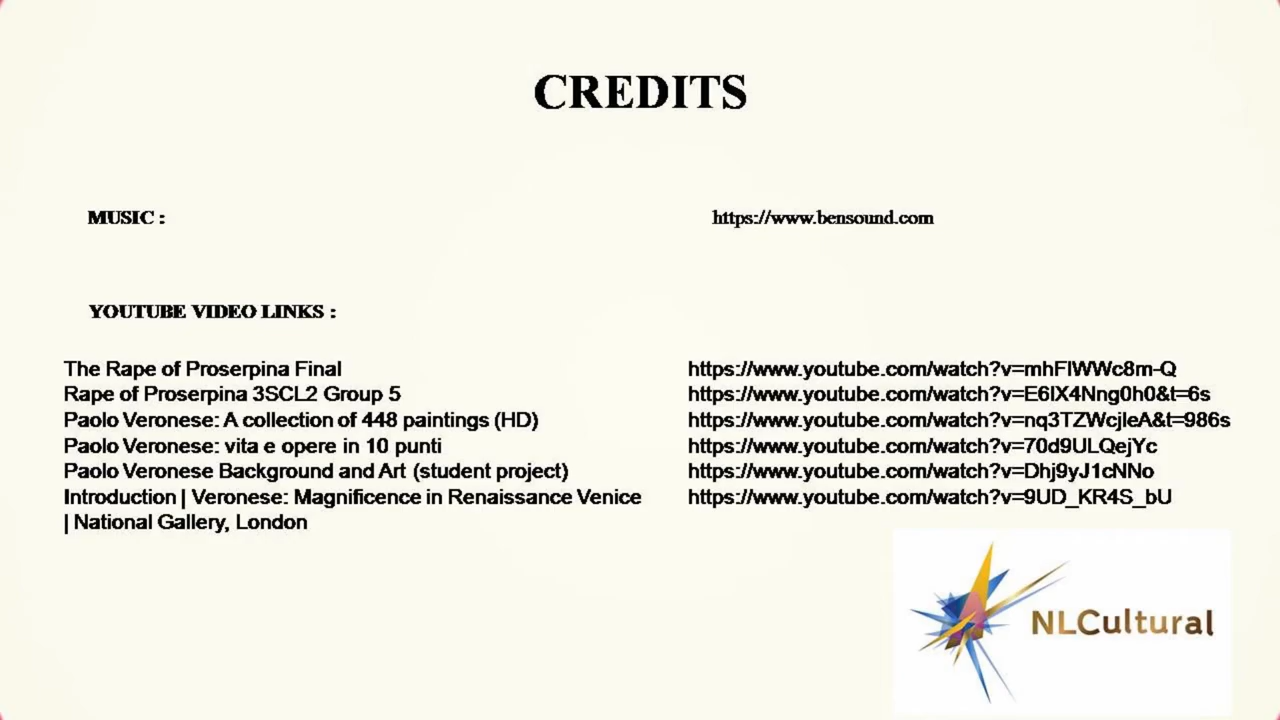 CREDITS
MUSIC : https://www.bensound.com
YOUTUBE VIDEO LINKS :
The Rape of Proserpina Final https://www.youtube.com/watch?v=mhFIWWc8m-Q
Rape of Proserpina 3SCL2 Group 5 https://www.youtube.com/watch?v=E6IX4Nng0h0&t=6s
Paolo Veronese: A collection of 448 paintings (HD) https://www.youtube.com/watch?v=nq3TZWcjleA&t=986s
Paolo Veronese: vita e opere in 10 punti https://www.youtube.com/watch?v=70d9ULQejYc
Paolo Veronese Background and Art (student project) https://www.youtube.com/watch?v=Dhj9yJ1cNNo
Introduction | Veronese: Magnificence in Renaissance Venice https://www.youtube.com/watch?v=9UD_KR4S_bU
| National Gallery, London
NLCultural